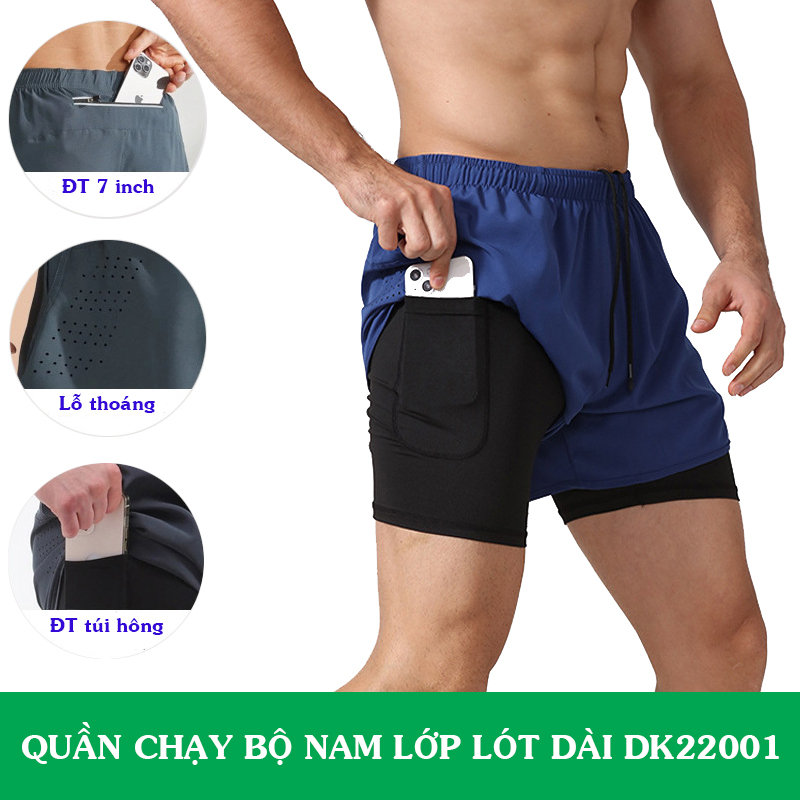 ĐT 7 inch
Lỗ thoáng
ĐT túi hông
QUẦN CHẠY BỘ NAM LỚP LÓT DÀI DK22001